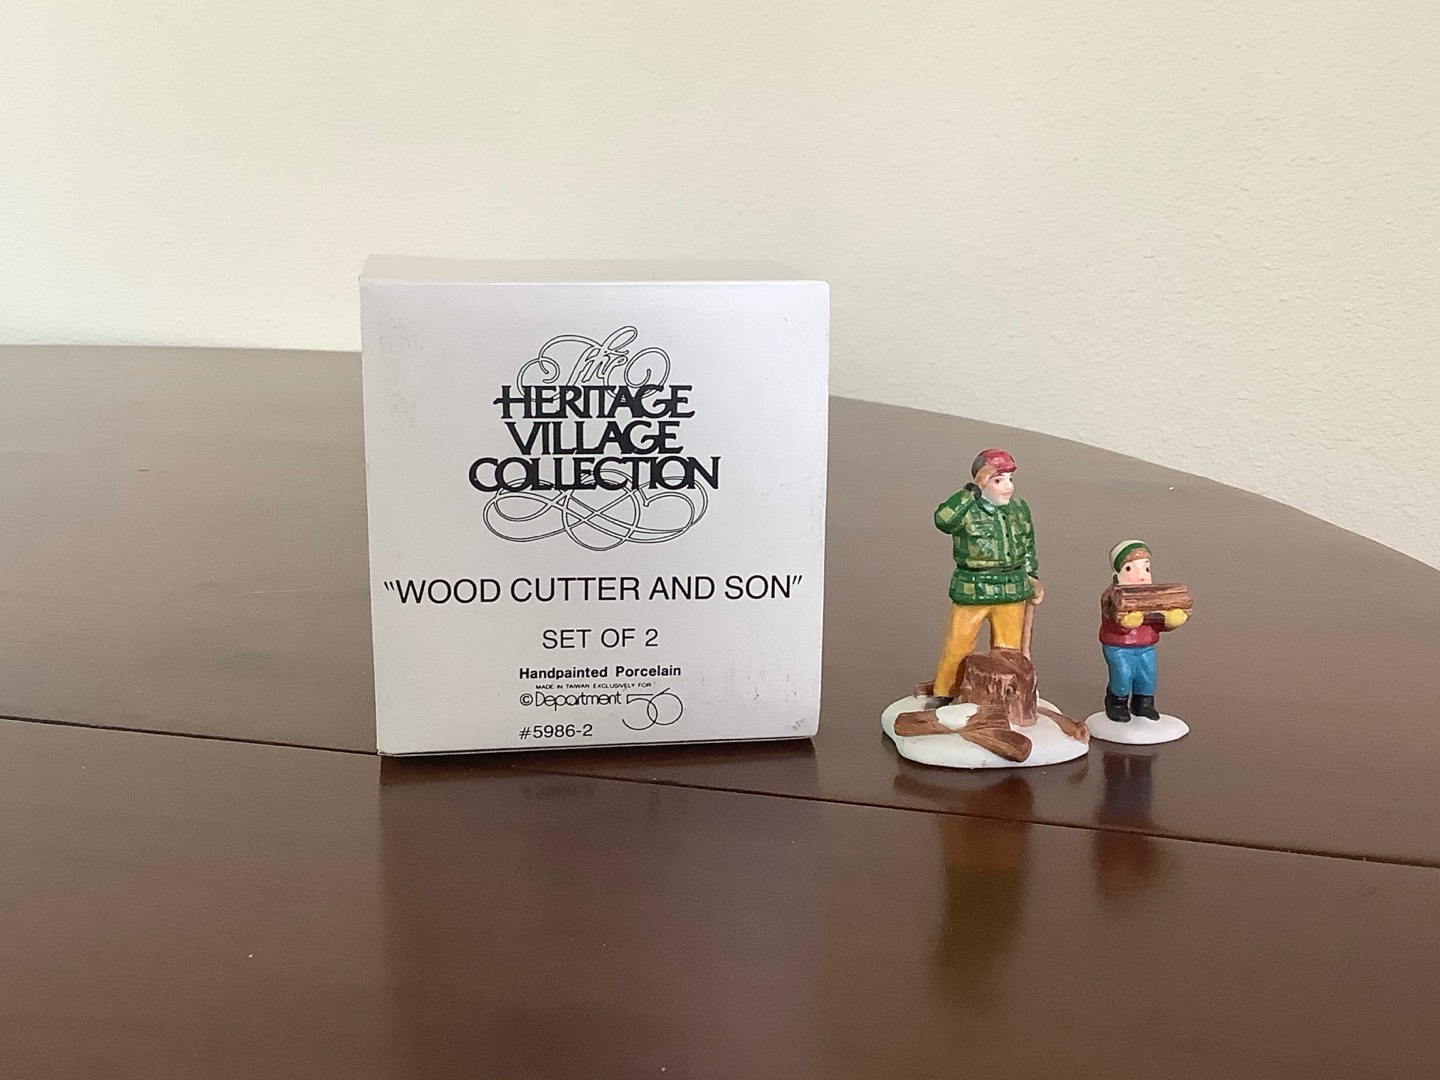 The
HERITAGE
VILLAGE
COLLECTION
"WOOD CUTTER AND SON"
SET OF 2
Handpainted Porcelain
MADE IN TAIWAN EXCLUSIVELY FOR
©Department 56
#5986-2